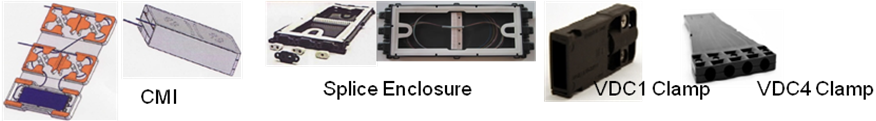 CMI
Splice Enclosure
VDC1 Clamp
VDC4 Clamp